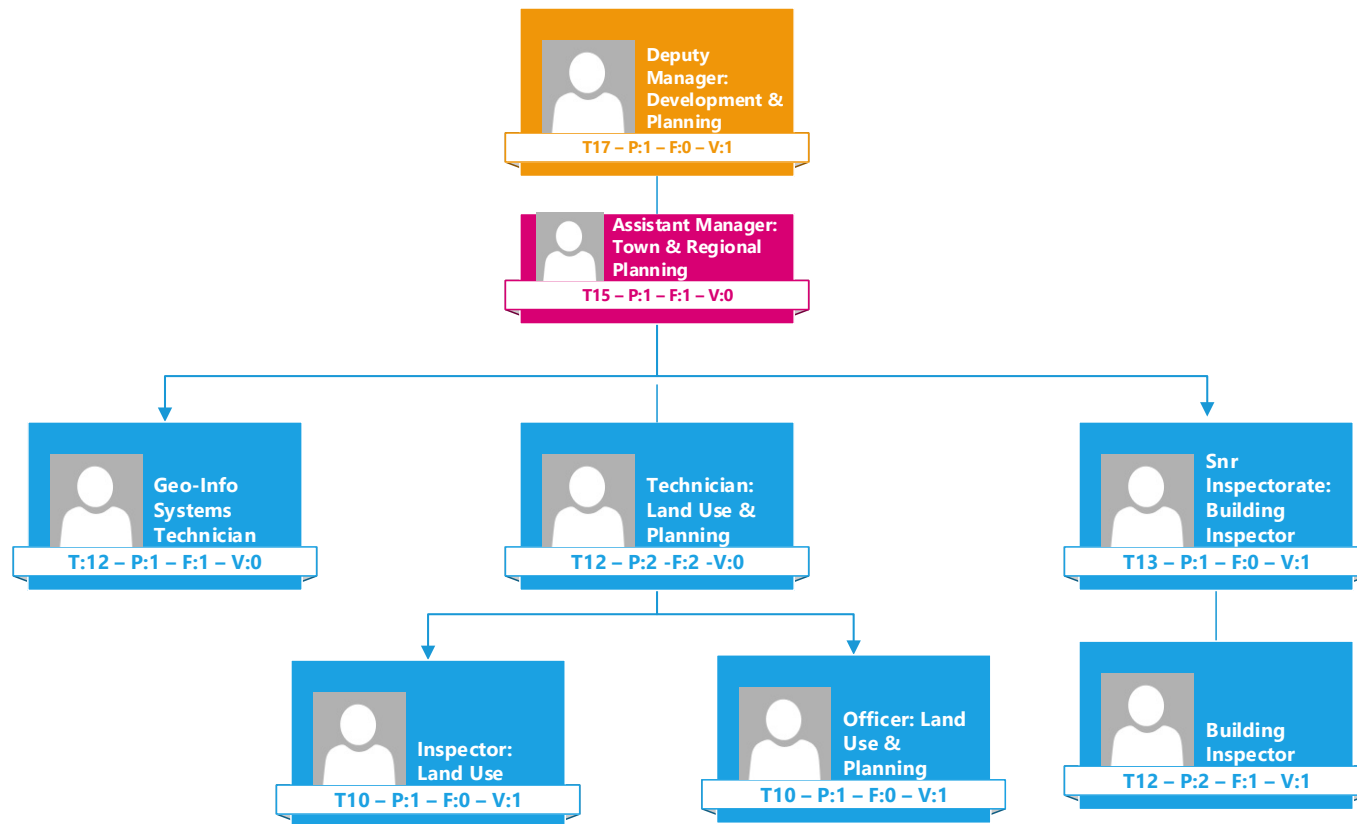 Deputy
Manager:
Development &
Planning
T17 – P:1 – F:0 – V:1
Assistant Manager:
Town & Regional
Planning
T15 – P:1 – F:1 – V:0
Geo-Info
Systems
Technician
T:12 – P:1 – F:1 – V:0
Technician:
Land Use &
Planning
T12 – P:2 -F:2 -V:0
Snr
Inspectorate:
Building
Inspector
T13 – P:1 – F:0 – V:1
Inspector:
Land Use
T10 – P:1 – F:0 – V:1
Officer: Land
Use &
Planning
T10 – P:1 – F:0 – V:1
Building
Inspector
T12 – P:2 – F:1 – V:1